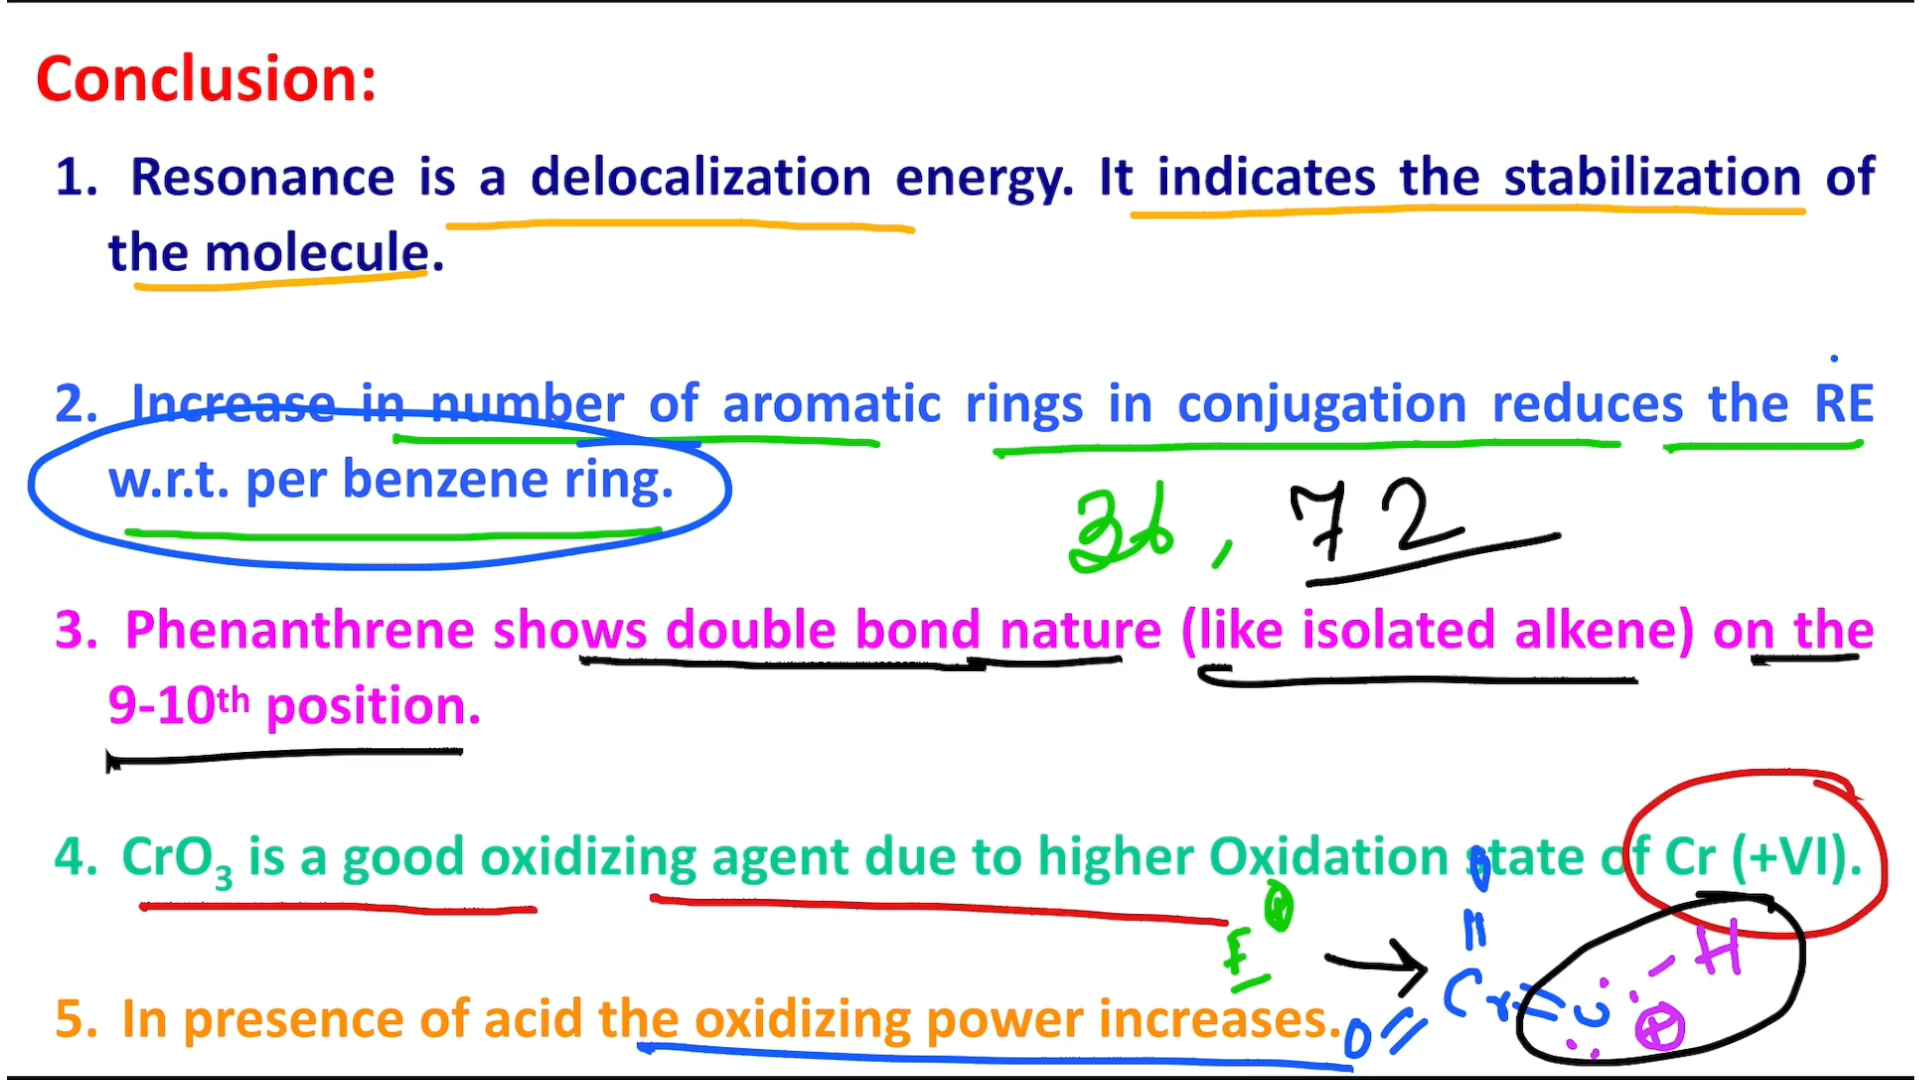 Conclusion:
1. Resonance is a delocalization energy. It indicates the stabilization of
the molecule.
2. Increase in number of aromatic rings in conjugation reduces the RE
w.r.t. per benzene ring.
36, 72
3. Phenanthrene shows double bond nature (like isolated alkene) on the
9-10th position.
4. CrO₃ is a good oxidizing agent due to higher Oxidation state of Cr (+VI).
E⊕ → O
=
Cr=O–H
⊕
5. In presence of acid the oxidizing power increases.
O=